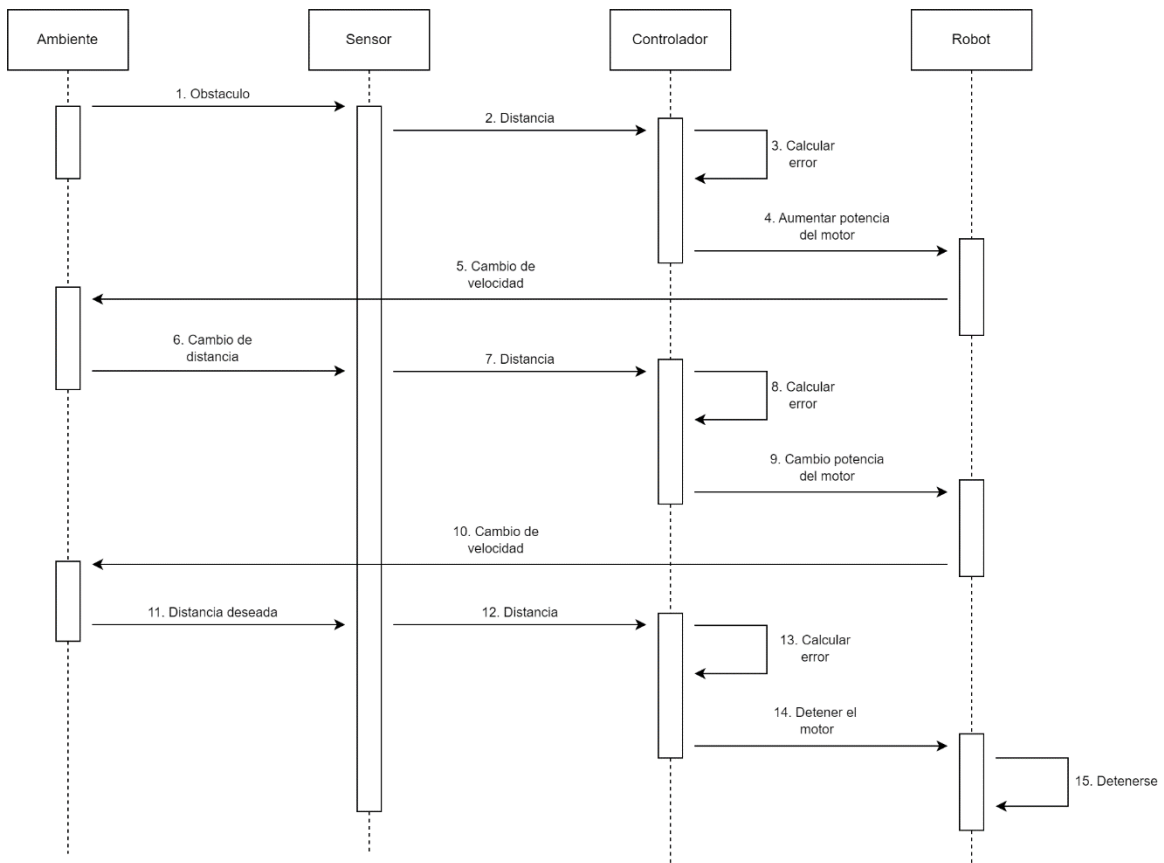 Ambiente
Sensor
Controlador
Robot
1. Obstaculo
2. Distancia
3. Calcular
error
4. Aumentar potencia
del motor
5. Cambio de
velocidad
6. Cambio de
distancia
7. Distancia
8. Calcular
error
9. Cambio potencia
del motor
10. Cambio de
velocidad
11. Distancia deseada
12. Distancia
13. Calcular
error
14. Detener el
motor
15. Detenerse